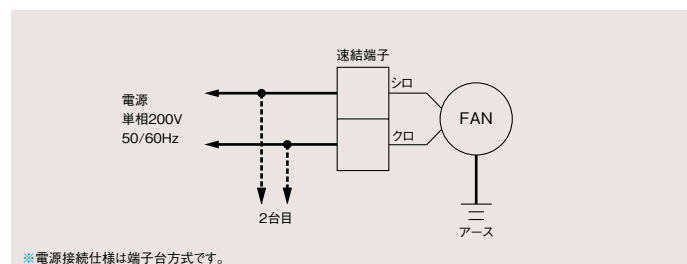 速結端子
シロ
電源
単相200V
50/60Hz
FAN
クロ
2台目
アース
※電源接続仕様は端子台方式です。